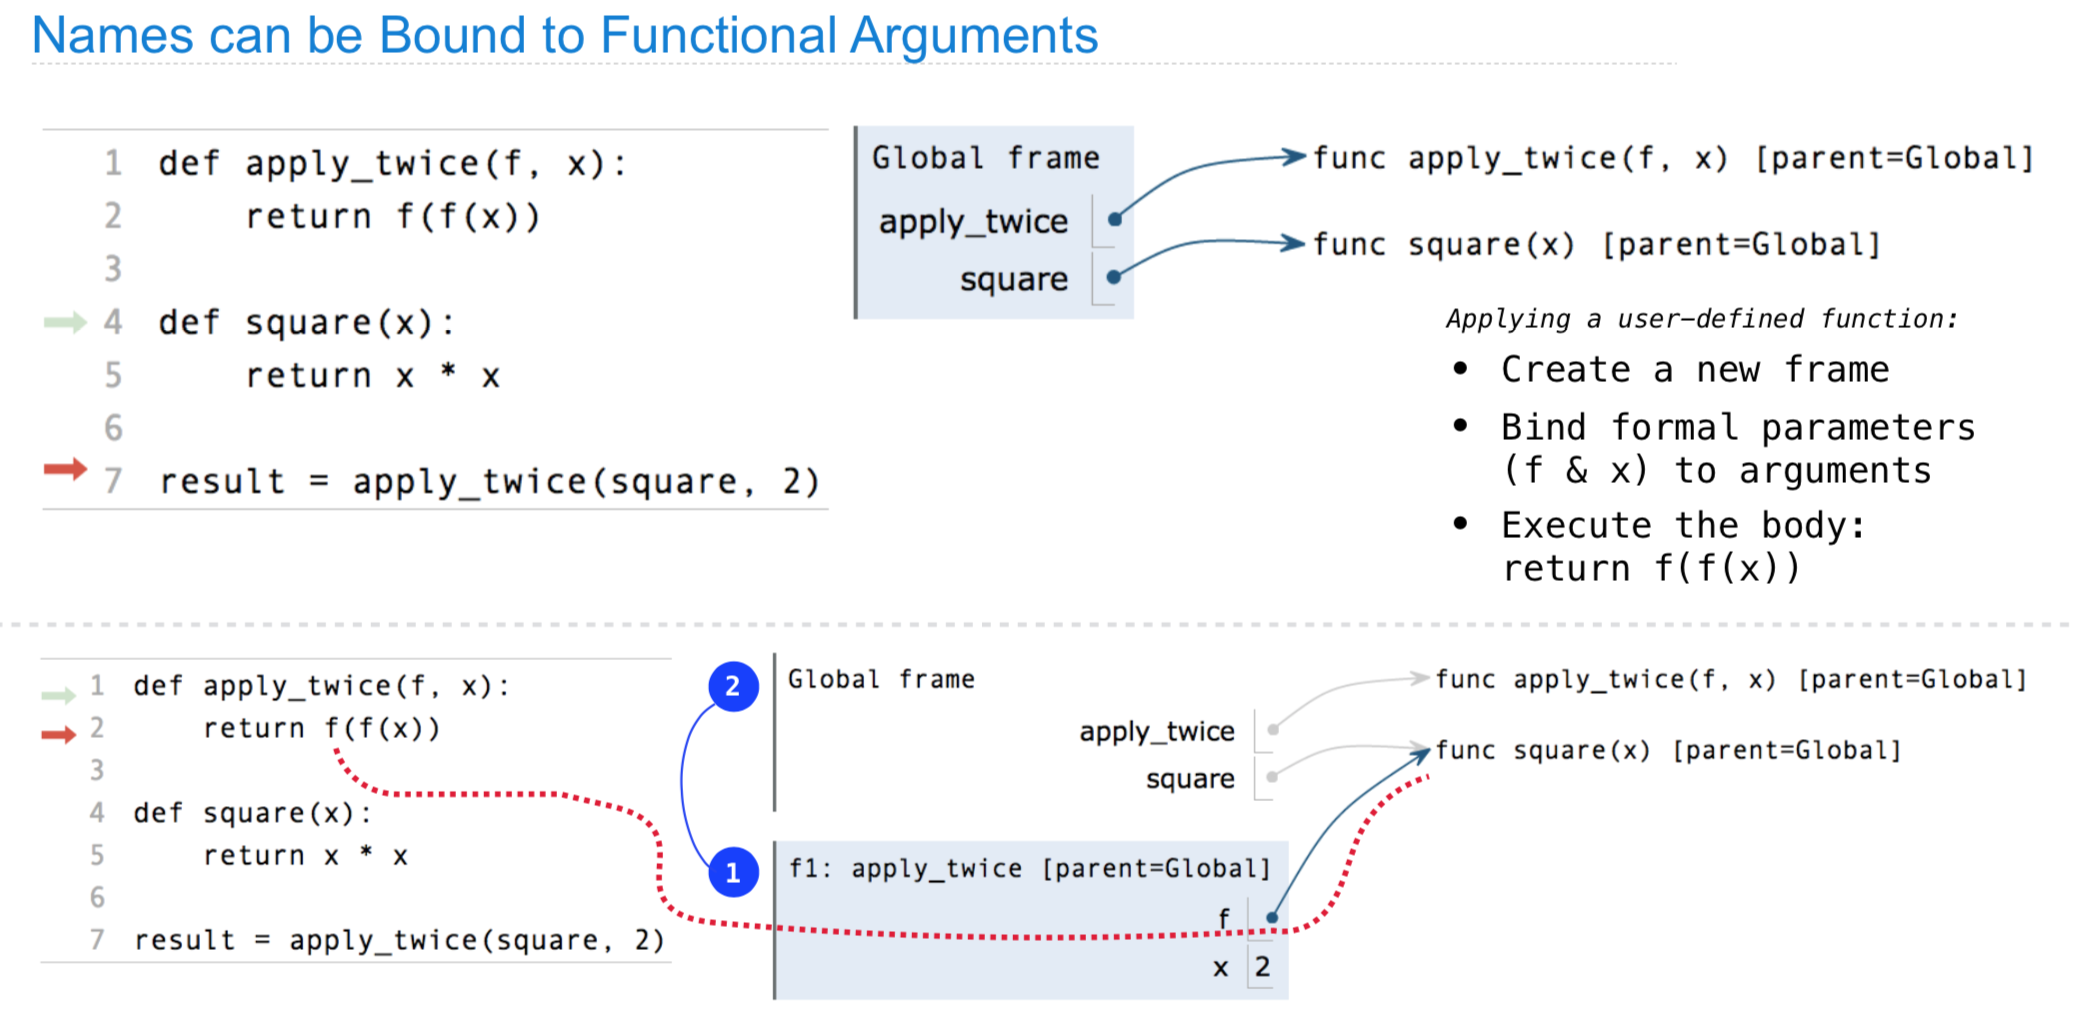 Names can be Bound to Functional Arguments
1 def apply_twice(f, x):
2     return f(f(x))
3
4 def square(x):
5     return x * x
6
7 result = apply_twice(square, 2)
Global frame
apply_twice
square
func apply_twice(f, x) [parent=Global]
func square(x) [parent=Global]
Applying a user-defined function:
• Create a new frame
• Bind formal parameters
(f & x) to arguments
• Execute the body:
return f(f(x))
1 def apply_twice(f, x):
2     return f(f(x))
3
4 def square(x):
5     return x * x
6
7 result = apply_twice(square, 2)
2
Global frame
apply_twice
square
1
f1: apply_twice [parent=Global]
f
x 2
func apply_twice(f, x) [parent=Global]
func square(x) [parent=Global]